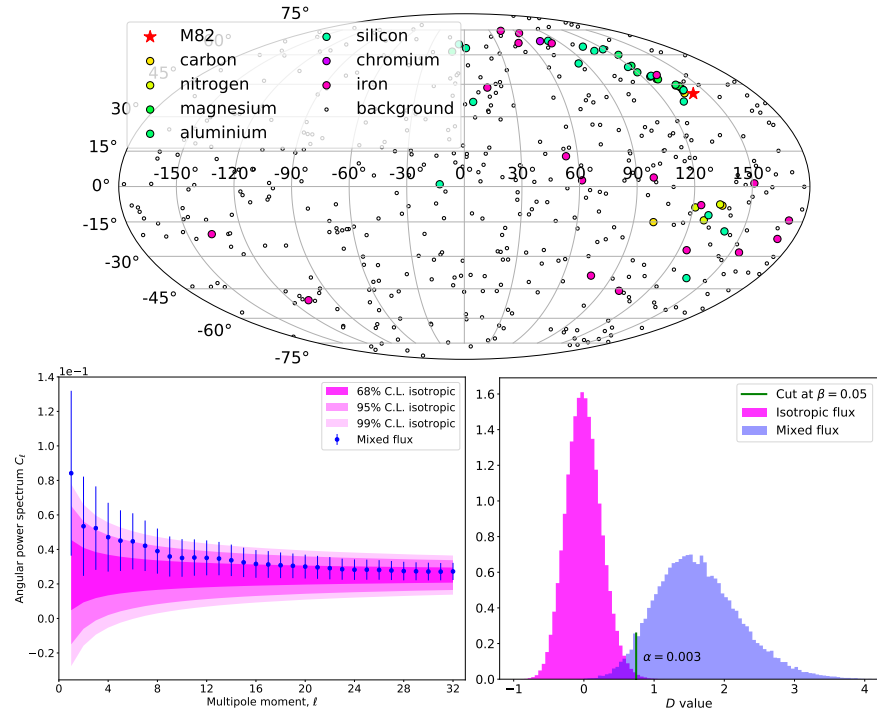 75°
60°
45°
30°
15°
0°
-15°
-30°
-45°
-60°
-75°
-150 -120 -90 -60 -30 0 30 60 90 120 150
M82
carbon
nitrogen
magnesium
aluminium
silicon
chromium
iron
background
1e−1
1.4
1.2
1.0
0.8
0.6
0.4
0.2
0.0
−0.2
0 4 8 12 16 20 24 28 32
Angular power spectrum Cℓ
Multipole moment, ℓ
68% C.L. isotropic
95% C.L. isotropic
99% C.L. isotropic
Mixed flux
1.6
1.4
1.2
1.0
0.8
0.6
0.4
0.2
0.0
−1 0 1 2 3 4
D value
Cut at β = 0.05
Isotropic flux
Mixed flux
α = 0.003